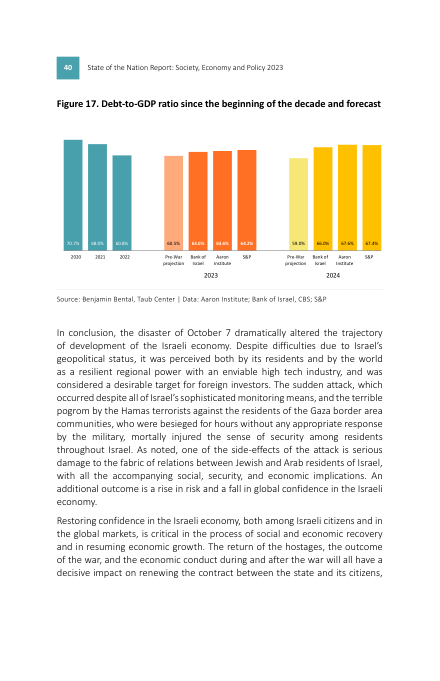 40 State of the Nation Report: Society, Economy and Policy 2023
Figure 17. Debt-to-GDP ratio since the beginning of the decade and forecast
70.7% 68.0% 60.8% 60.5% 63.0% 63.6% 64.2% 59.0% 66.0% 67.6% 67.4%
2020 2021 2022 Pre-War Bank of Aaron S&P Pre-War Bank of Aaron S&P
projection Israel Institute projection Israel Institute
2023 2024
Source: Benjamin Bental, Taub Center | Data: Aaron Institute; Bank of Israel, CBS; S&P
In conclusion, the disaster of October 7 dramatically altered the trajectory
of development of the Israeli economy. Despite difficulties due to Israel's
geopolitical status, it was perceived both by its residents and by the world
as a resilient regional power with an enviable high tech industry, and was
considered a desirable target for foreign investors. The sudden attack, which
occurred despite all of Israel's sophisticated monitoring means, and the terrible
pogrom by the Hamas terrorists against the residents of the Gaza border area
communities, who were besieged for hours without any appropriate response
by the military, mortally injured the sense of security among residents
throughout Israel. As noted, one of the side-effects of the attack is serious
damage to the fabric of relations between Jewish and Arab residents of Israel,
with all the accompanying social, security, and economic implications. An
additional outcome is a rise in risk and a fall in global confidence in the Israeli
economy.
Restoring confidence in the Israeli economy, both among Israeli citizens and in
the global markets, is critical in the process of social and economic recovery
and in resuming economic growth. The return of the hostages, the outcome
of the war, and the economic conduct during and after the war will all have a
decisive impact on renewing the contract between the state and its citizens,